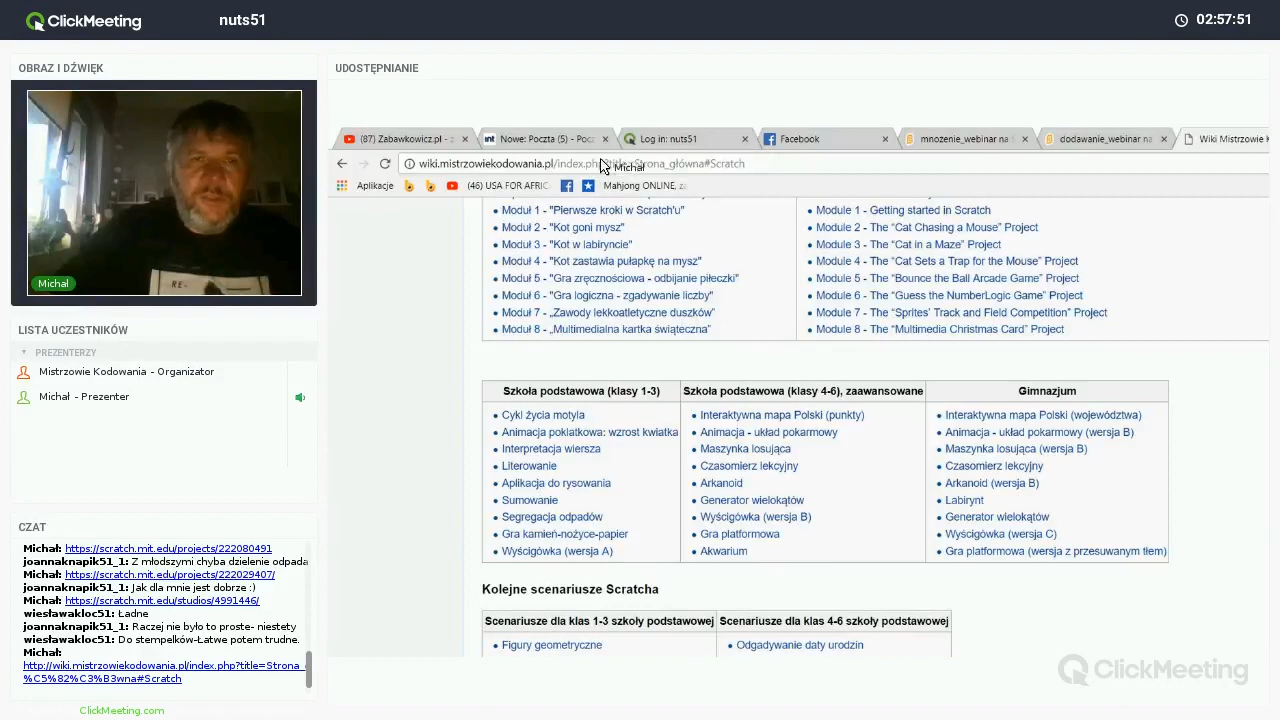 ClickMeeting
nuts51
02:57:51
OBRAZ I DŹWIĘK
Michał
LISTA UCZESTNIKÓW
PREZENTERZY
Mistrzowie Kodowania - Organizator
Michał - Prezenter
CZAT
Michał: https://scratch.mit.edu/projects/222080491
joannaknapik51_1: Z młodszymi chyba dzielenie odpada
Michał: https://scratch.mit.edu/projects/222029407/
joannaknapik51_1: Jak dla mnie jest dobrze :)
Michał: https://scratch.mit.edu/studios/4991446/
wiesławakloc51: Ładne
joannaknapik51_1: Raczej nie było to proste- niestety
wiesławakloc51: Do stempelków-Łatwe potem trudne.
Michał:
http://wiki.mistrzowiekodowania.pl/index.php?title=Strona_
%C5%82%C3%B3wna#Scratch
ClickMeeting.com
UDOSTĘPNIANIE
(87) Zabawkowicz.pl - z
Nowe: Poczta (5) - Pocz
Log in: nuts51
Facebook
mnożenie_webinar na S
dodawanie_webinar na
Wiki Mistrzowie K
wiki.mistrzowiekodowania.pl/index.php?title=Strona_główna#Scratch
Michał
Aplikacje
(46) USA FOR AFRIC
Mahjong ONLINE, za
Moduł 1 - "Pierwsze kroki w Scratch'u"
Moduł 2 - "Kot goni mysz"
Moduł 3 - "Kot w labiryncie"
Moduł 4 - "Kot zastawia pułapkę na mysz"
Moduł 5 - "Gra zręcznościowa - odbijanie piłeczki"
Moduł 6 - "Gra logiczna - zgadywanie liczby"
Moduł 7 - „Zawody lekkoatletyczne duszków”
Moduł 8 - „Multimedialna kartka świąteczna”
Module 1 - Getting started in Scratch
Module 2 - The “Cat Chasing a Mouse” Project
Module 3 - The “Cat in a Maze” Project
Module 4 - The “Cat Sets a Trap for the Mouse” Project
Module 5 - The “Bounce the Ball Arcade Game” Project
Module 6 - The “Guess the NumberLogic Game” Project
Module 7 - The “Sprites’ Track and Field Competition” Project
Module 8 - The “Multimedia Christmas Card” Project
Szkoła podstawowa (klasy 1-3)
Cykl życia motyla
Animacja poklatkowa: wzrost kwiatka
Interpretacja wiersza
Literowanie
Aplikacja do rysowania
Sumowanie
Segregacja odpadów
Gra kamień-nożyce-papier
Wyścigówka (wersja A)
Szkoła podstawowa (klasy 4-6), zaawansowane
Interaktywna mapa Polski (punkty)
Animacja - układ pokarmowy
Maszynka losująca
Czasomierz lekcyjny
Arkanoid
Generator wielokątów
Wyścigówka (wersja B)
Gra platformowa
Akwarium
Gimnazjum
Interaktywna mapa Polski (województwa)
Animacja - układ pokarmowy (wersja B)
Maszynka losująca (wersja B)
Czasomierz lekcyjny
Arkanoid (wersja B)
Labirynt
Generator wielokątów
Wyścigówka (wersja C)
Gra platformowa (wersja z przesuwanym tłem)
Kolejne scenariusze Scratcha
Scenariusze dla klas 1-3 szkoły podstawowej
Figury geometryczne
Scenariusze dla klas 4-6 szkoły podstawowej
Odgadywanie daty urodzin
ClickMeeting